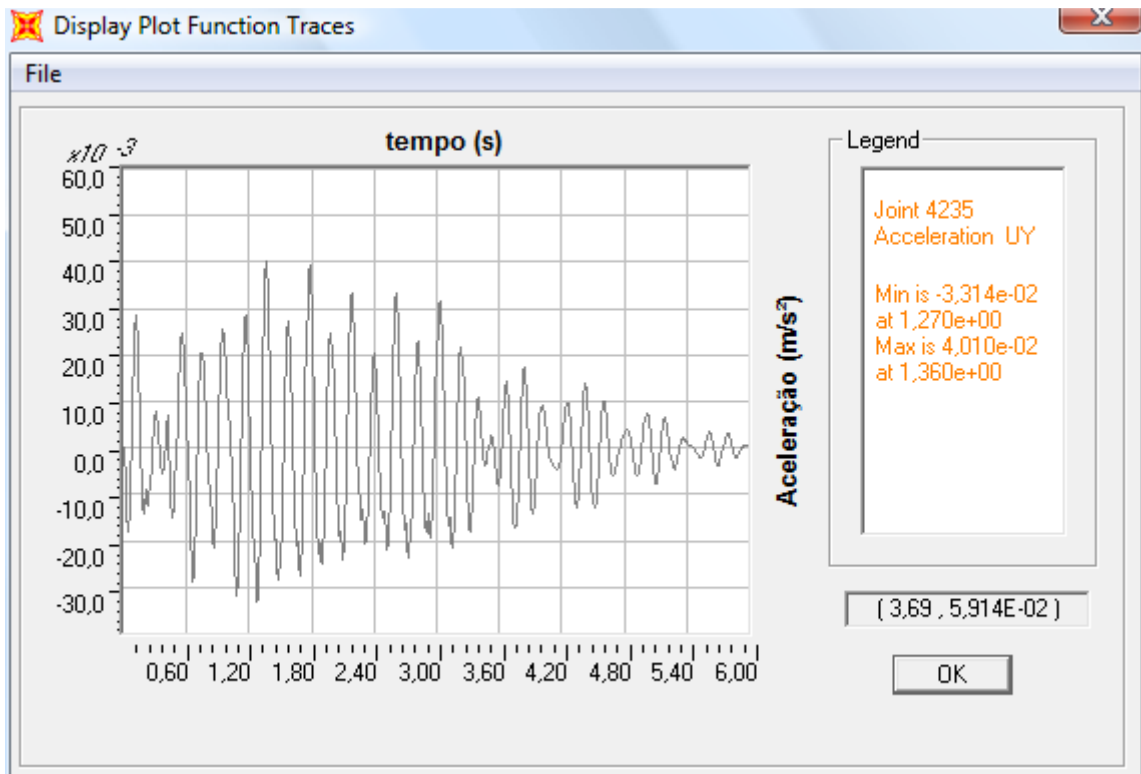 Display Plot Function Traces
X
File
tempo (s)
x10 -3
60,0
50,0
40,0
30,0
20,0
10,0
0,0
-10,0
-20,0
-30,0
0,60 1,20 1,80 2,40 3,00 3,60 4,20 4,80 5,40 6,00
Aceleração (m/s²)
Legend
Joint 4235
Acceleration UY
Min is -3,314e-02
at 1,270e+00
Max is 4,010e-02
at 1,360e+00
( 3,69 , 5,914E-02 )
OK